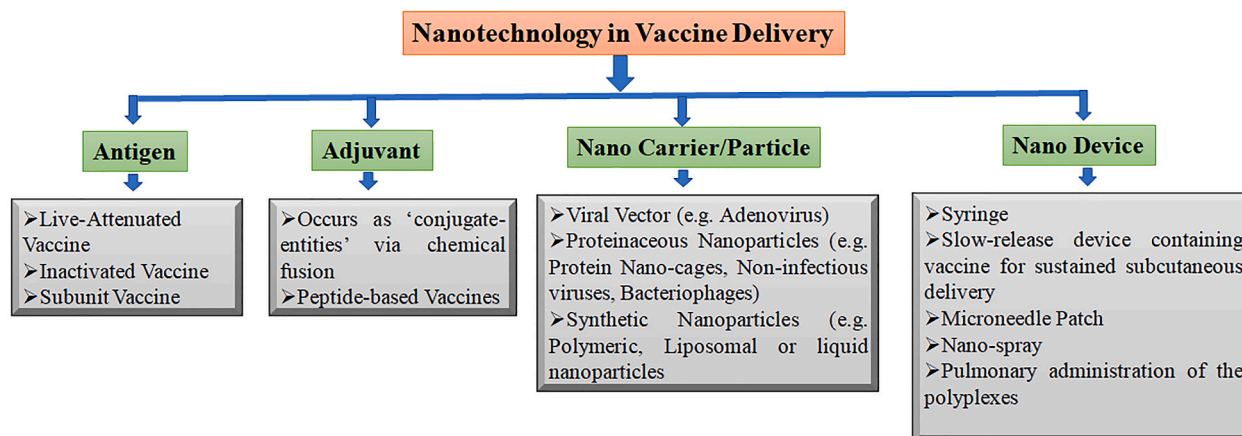 Nanotechnology in Vaccine Delivery
Antigen
➢Live-Attenuated
Vaccine
➢Inactivated Vaccine
➢Subunit Vaccine
Adjuvant
➢Occurs as ‘conjugate-
entities’ via chemical
fusion
➢Peptide-based Vaccines
Nano Carrier/Particle
➢Viral Vector (e.g. Adenovirus)
➢Proteinaceous Nanoparticles (e.g.
Protein Nano-cages, Non-infectious
viruses, Bacteriophages)
➢Synthetic Nanoparticles (e.g.
Polymeric, Liposomal or liquid
nanoparticles
Nano Device
➢Syringe
➢Slow-release device containing
vaccine for sustained subcutaneous
delivery
➢Microneedle Patch
➢Nano-spray
➢Pulmonary administration of the
polyplexes